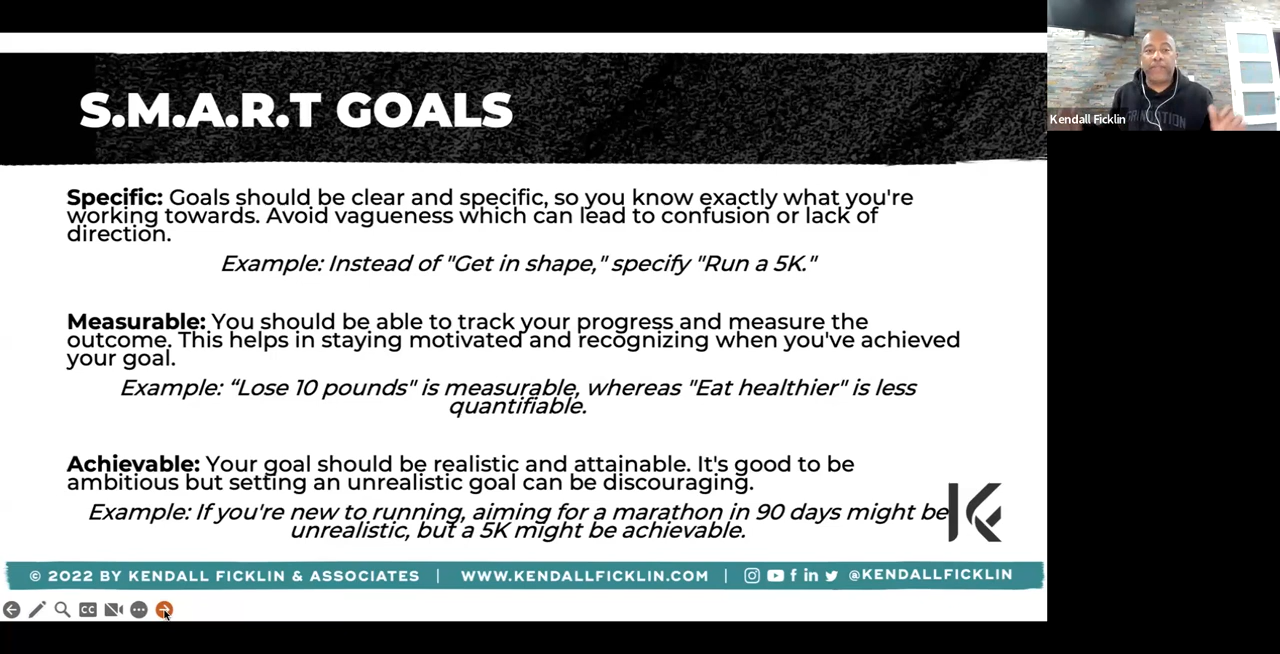 S.M.A.R.T GOALS
Kendall Ficklin
Specific: Goals should be clear and specific, so you know exactly what you're
working towards. Avoid vagueness which can lead to confusion or lack of
direction.
Example: Instead of "Get in shape," specify "Run a 5K."
Measurable: You should be able to track your progress and measure the
outcome. This helps in staying motivated and recognizing when you've achieved
your goal.
Example: “Lose 10 pounds" is measurable, whereas "Eat healthier" is less
quantifiable.
Achievable: Your goal should be realistic and attainable. It's good to be
ambitious but setting an unrealistic goal can be discouraging.
Example: If you're new to running, aiming for a marathon in 90 days might be
unrealistic, but a 5K might be achievable.
© 2022 BY KENDALL FICKLIN & ASSOCIATES | WWW.KENDALLFICKLIN.COM | @KENDALLFICKLIN
CC